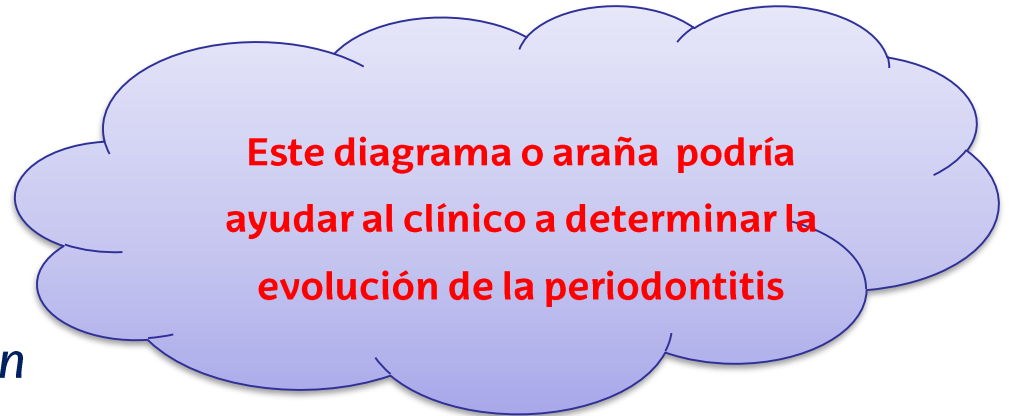 Este diagrama o araña podría
ayudar al clínico a determinar la
evolución de la periodontitis
n